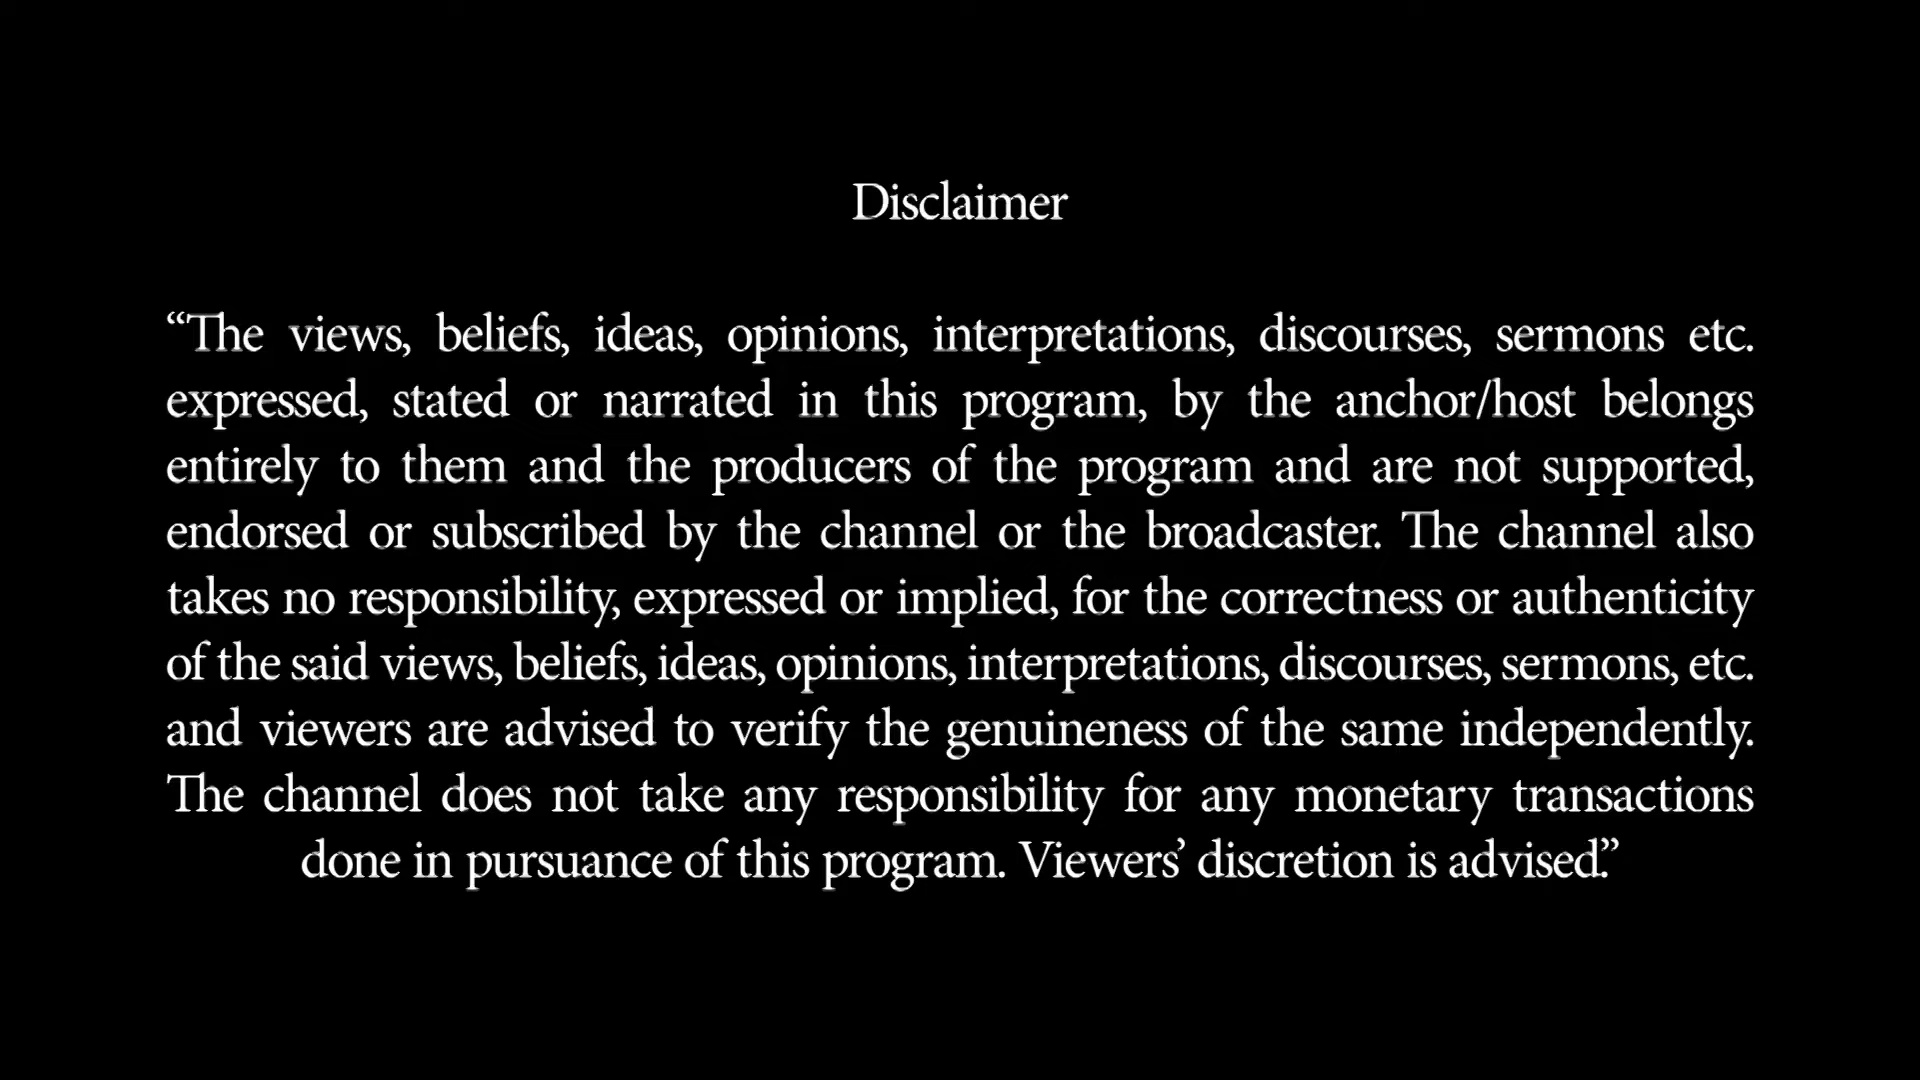 Disclaimer
“The views, beliefs, ideas, opinions, interpretations, discourses, sermons etc.
expressed, stated or narrated in this program, by the anchor/host belongs
entirely to them and the producers of the program and are not supported,
endorsed or subscribed by the channel or the broadcaster. The channel also
takes no responsibility, expressed or implied, for the correctness or authenticity
of the said views, beliefs, ideas, opinions, interpretations, discourses, sermons, etc.
and viewers are advised to verify the genuineness of the same independently.
The channel does not take any responsibility for any monetary transactions
done in pursuance of this program. Viewers’ discretion is advised.”